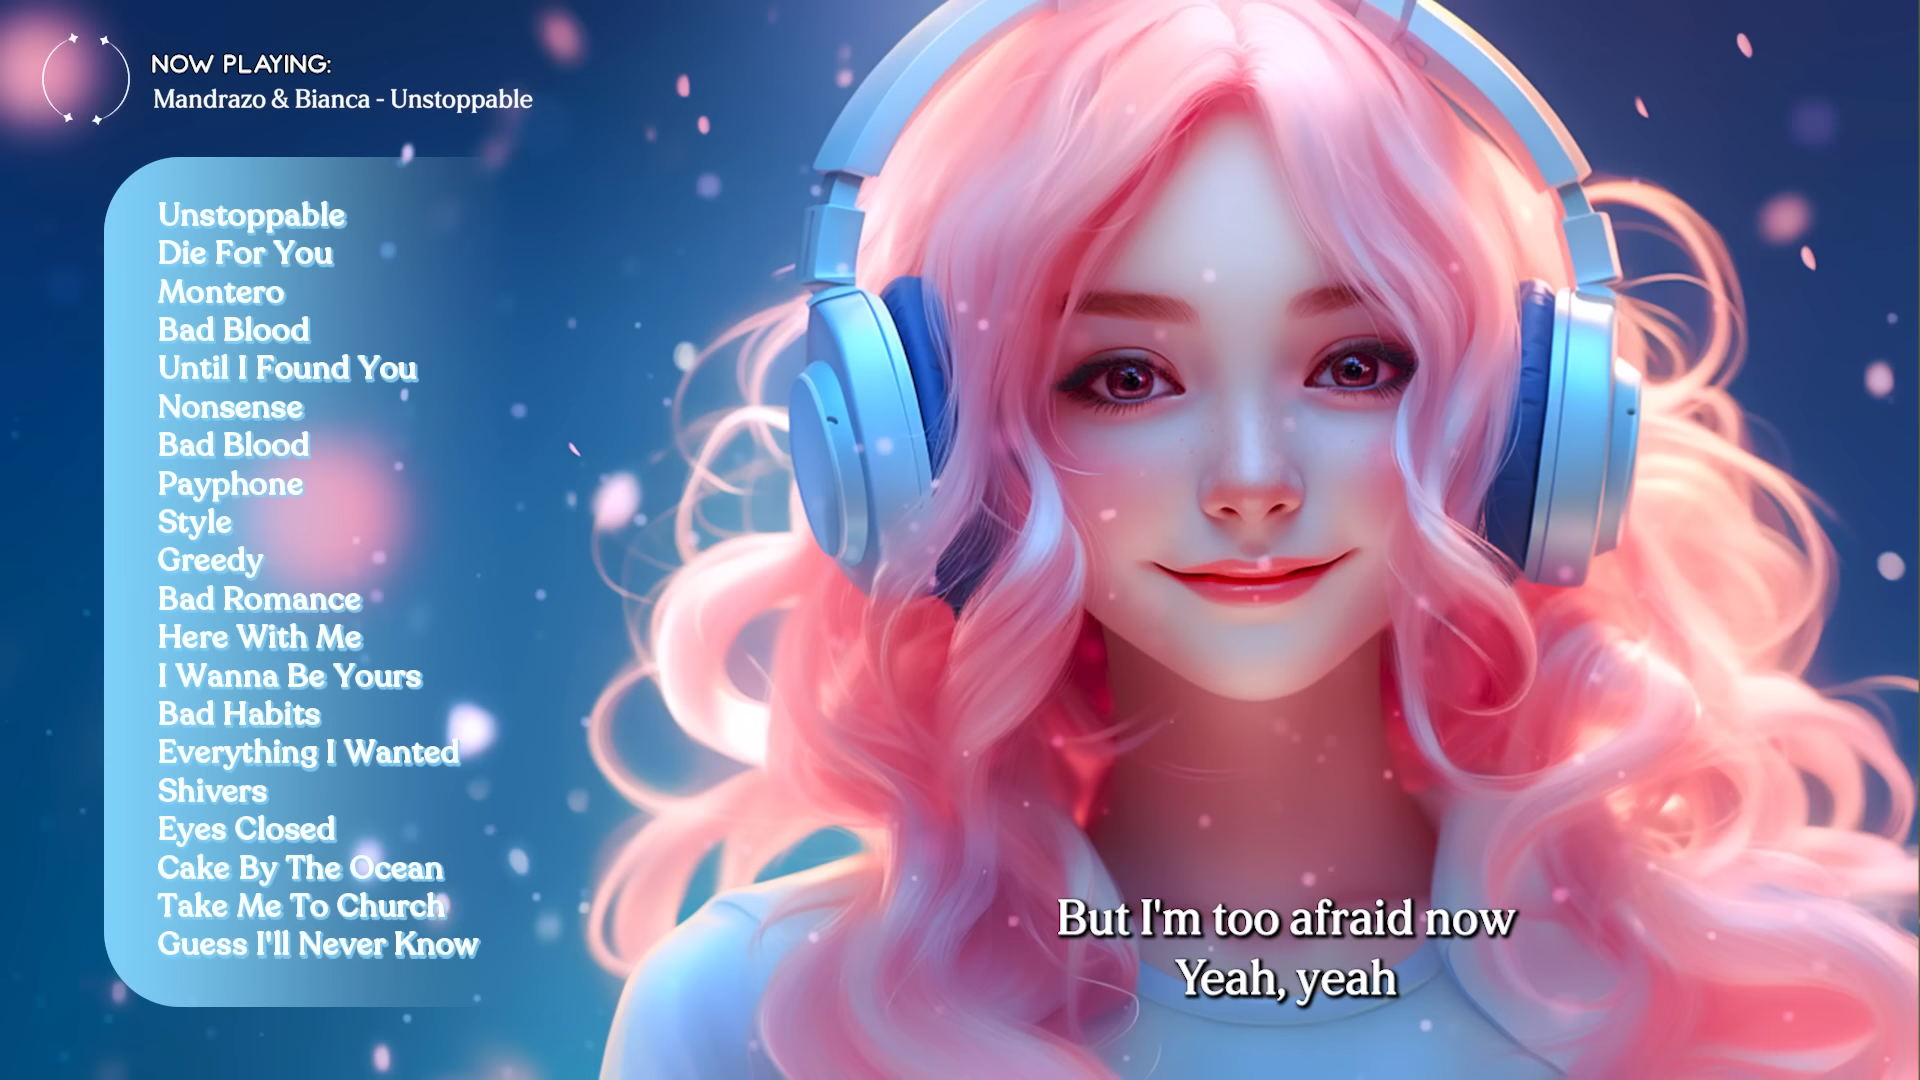 NOW PLAYING:
Mandrazo & Bianca - Unstoppable
Unstoppable
Die For You
Montero
Bad Blood
Until I Found You
Nonsense
Bad Blood
Payphone
Style
Greedy
Bad Romance
Here With Me
I Wanna Be Yours
Bad Habits
Everything I Wanted
Shivers
Eyes Closed
Cake By The Ocean
Take Me To Church
Guess I'll Never Know
But I'm too afraid now
Yeah, yeah